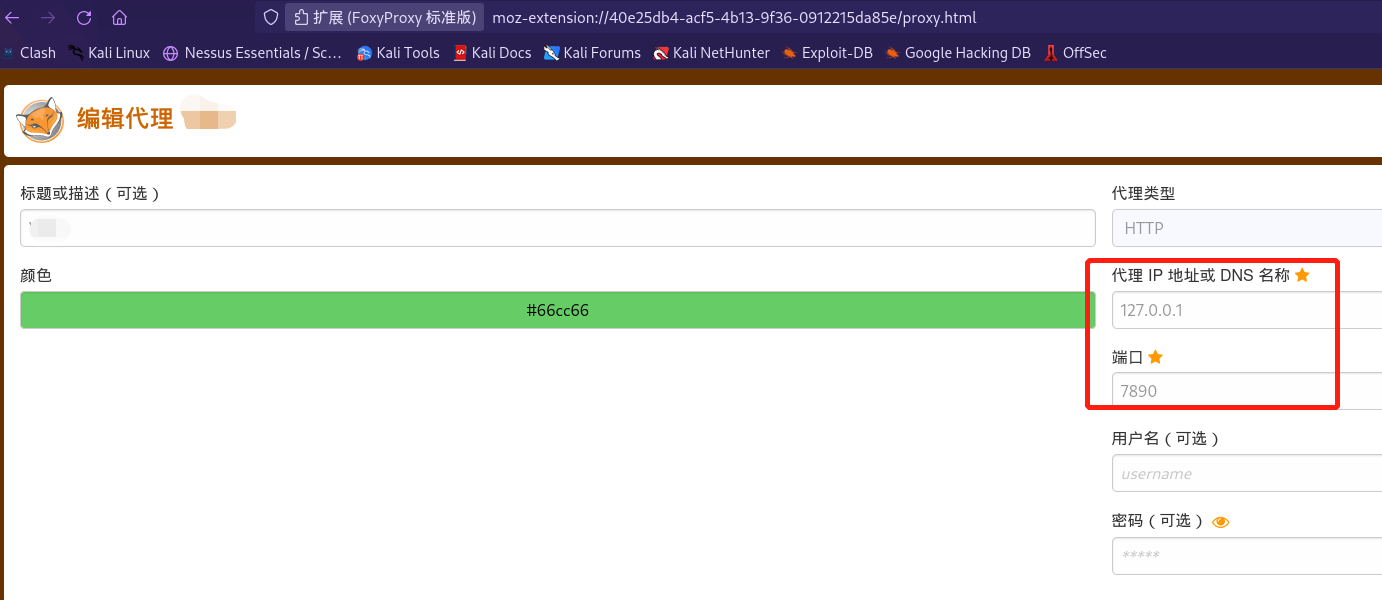 扩展 (FoxyProxy 标准版) moz-extension://40e25db4-acf5-4b13-9f36-0912215da85e/proxy.html
Clash Kali Linux Nessus Essentials / Sc… Kali Tools Kali Docs Kali Forums Kali NetHunter Exploit-DB Google Hacking DB OffSec
编辑代理
标题或描述（可选） 代理类型
HTTP
颜色 代理 IP 地址或 DNS 名称
#66cc66 127.0.0.1
端口
7890
用户名（可选）
username
密码（可选）
*****